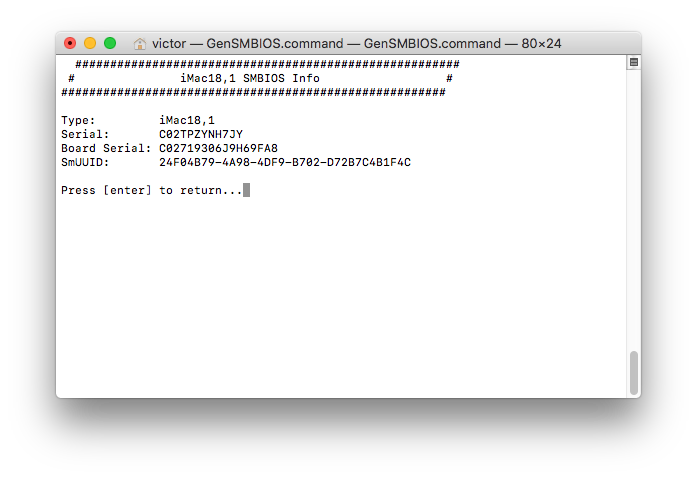 victor — GenSMBIOS.command — GenSMBIOS.command — 80×24
#######################################################
# iMac18,1 SMBIOS Info #
#######################################################
Type: iMac18,1
Serial: C02TPZYNH7JY
Board Serial: C02719306J9H69FA8
SmUUID: 24F04B79-4A98-4DF9-B702-D72B7C4B1F4C
Press [enter] to return...